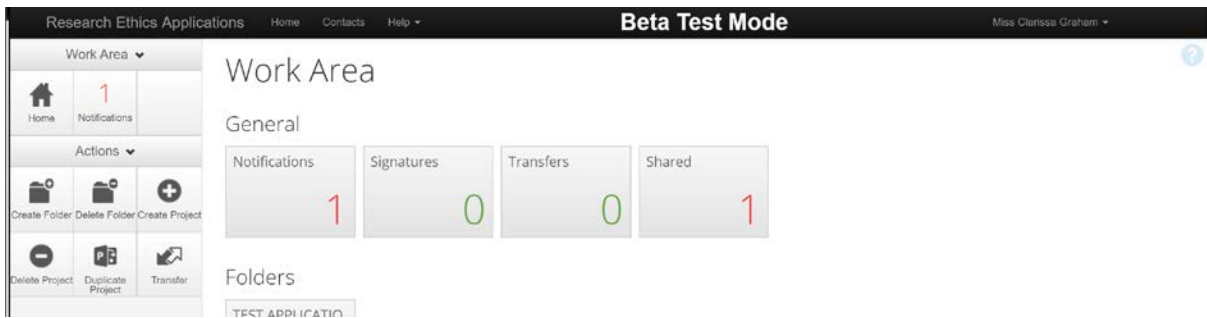 Research Ethics Applications Home Contacts Help Beta Test Mode Miss Clarissa Graham
Work Area
Home
1
Notifications
Actions
Create Folder Delete Folder Create Project
Delete Project Duplicate Project Transfer
Work Area
?
General
Notifications Signatures Transfers Shared
1 0 0 1
Folders
TEST APPLICATIO